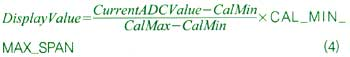 DisplayValue = (CurrentADCValue − CalMin) / (CalMax − CalMin) × CAL_MIN_
MAX_SPAN (4)